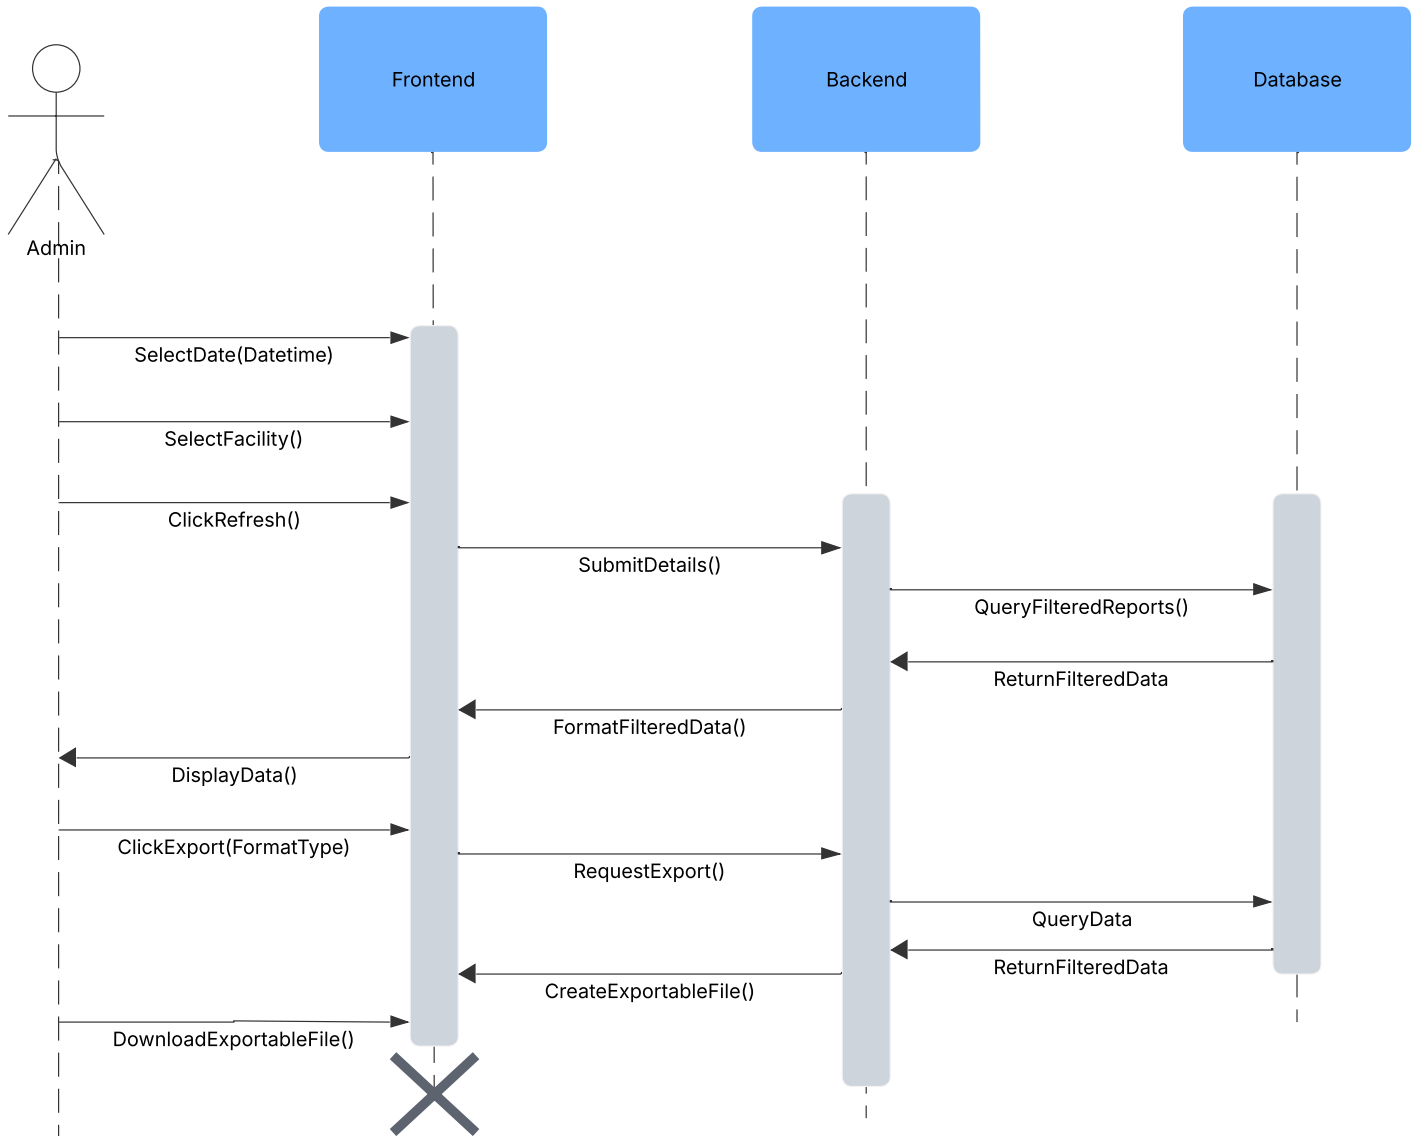 Frontend
Backend
Database
Admin
SelectDate(Datetime)
SelectFacility()
ClickRefresh()
SubmitDetails()
QueryFilteredReports()
ReturnFilteredData
FormatFilteredData()
DisplayData()
ClickExport(FormatType)
RequestExport()
QueryData
ReturnFilteredData
CreateExportableFile()
DownloadExportableFile()